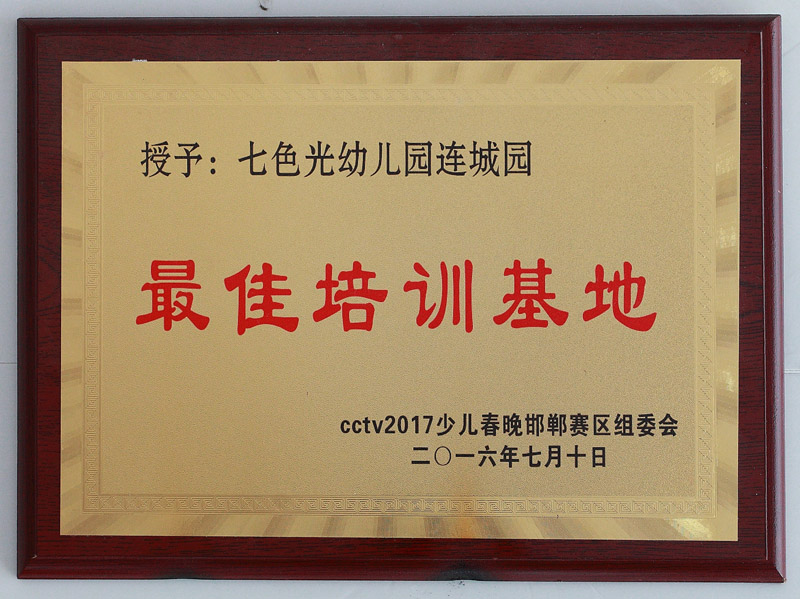 授予：七色光幼儿园连城园
最佳培训基地
cctv2017少儿春晚邯郸赛区组委会
二〇一六年七月十日